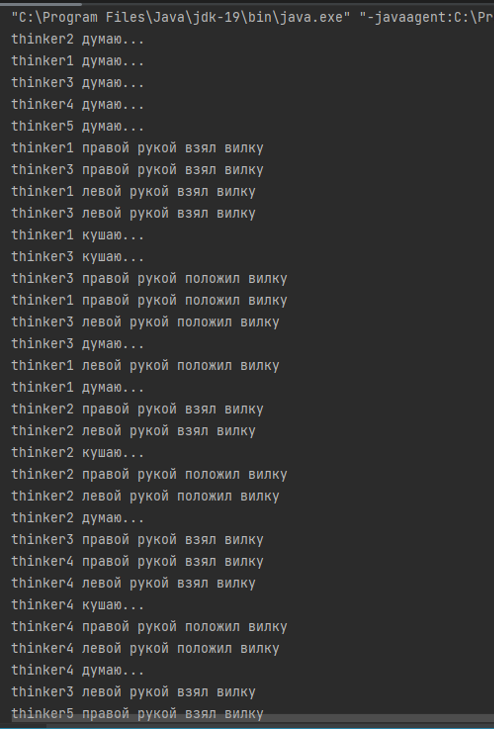 "C:\Program Files\Java\jdk-19\bin\java.exe" "-javaagent:C:\Pr
thinker2 думаю...
thinker1 думаю...
thinker3 думаю...
thinker4 думаю...
thinker5 думаю...
thinker1 правой рукой взял вилку
thinker3 правой рукой взял вилку
thinker1 левой рукой взял вилку
thinker3 левой рукой взял вилку
thinker1 кушаю...
thinker3 кушаю...
thinker3 правой рукой положил вилку
thinker1 правой рукой положил вилку
thinker3 левой рукой положил вилку
thinker3 думаю...
thinker1 левой рукой положил вилку
thinker1 думаю...
thinker2 правой рукой взял вилку
thinker2 левой рукой взял вилку
thinker2 кушаю...
thinker2 правой рукой положил вилку
thinker2 левой рукой положил вилку
thinker2 думаю...
thinker3 правой рукой взял вилку
thinker4 правой рукой взял вилку
thinker4 левой рукой взял вилку
thinker4 кушаю...
thinker4 правой рукой положил вилку
thinker4 левой рукой положил вилку
thinker4 думаю...
thinker3 левой рукой взял вилку
thinker5 правой рукой взял вилку